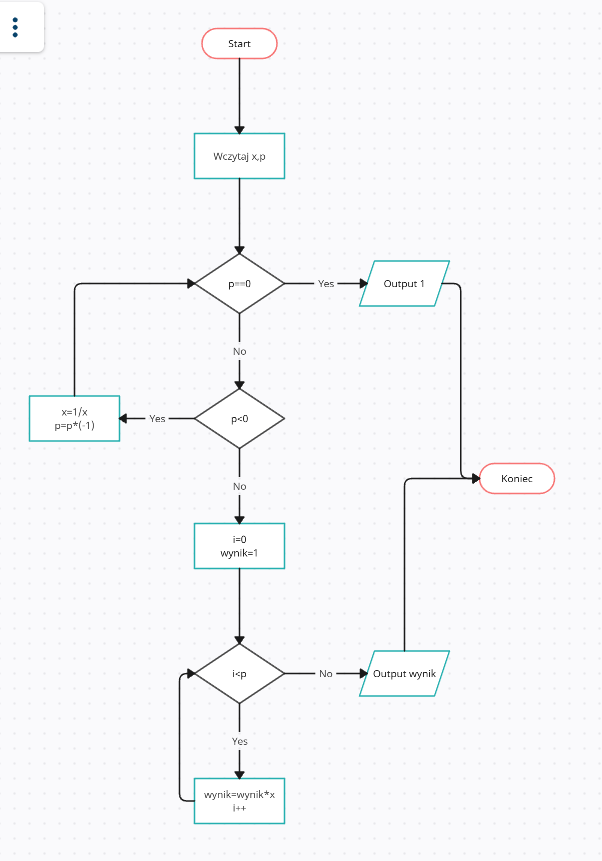 Start
Wczytaj x,p
p==0
Yes
Output 1
No
p<0
Yes
x=1/x
p=p*(-1)
No
Koniec
i=0
wynik=1
i<p
No
Output wynik
Yes
wynik=wynik*x
i++